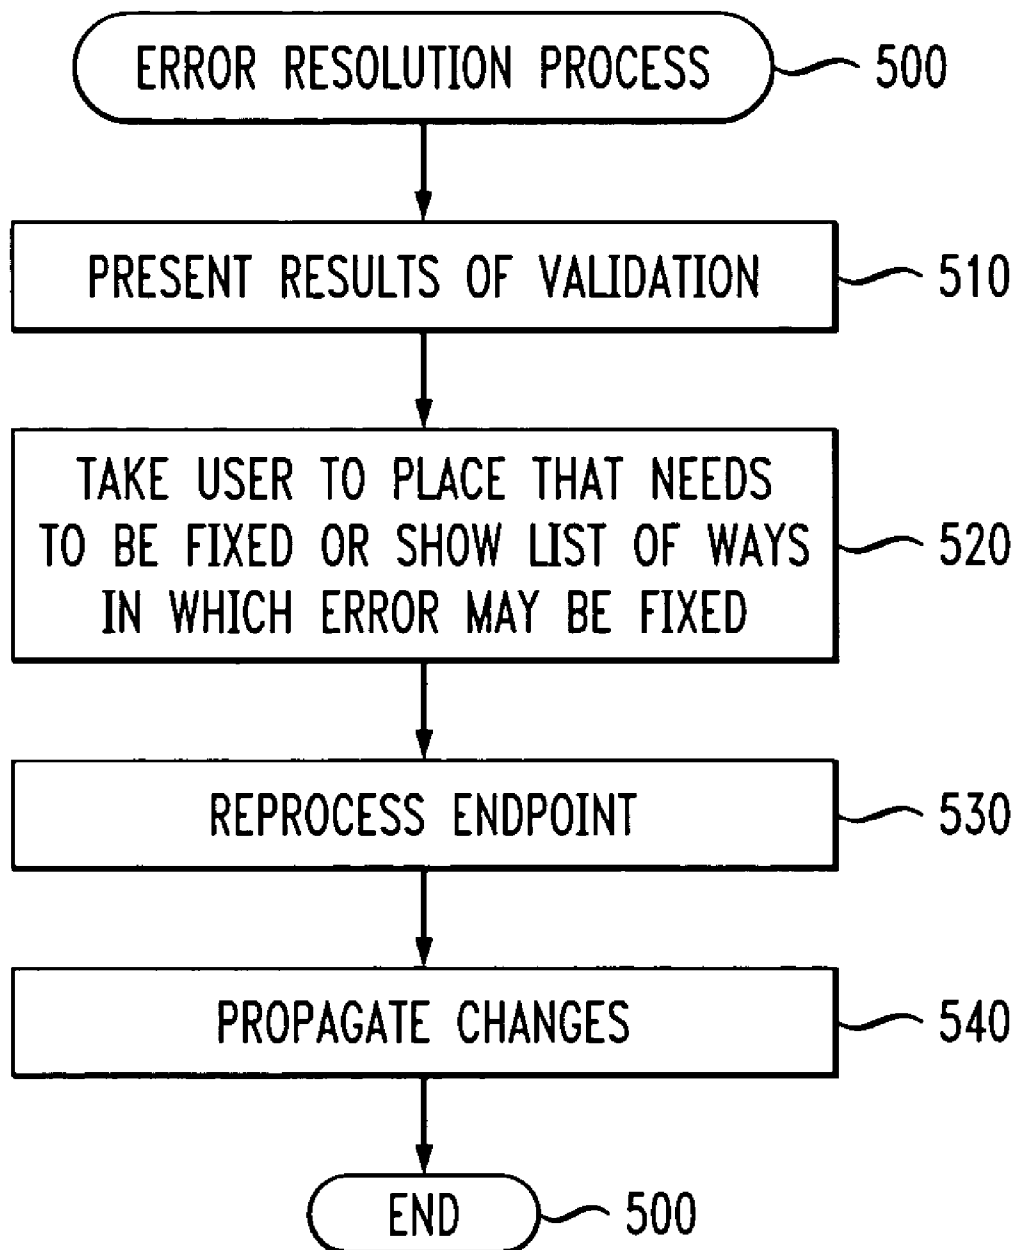 ERROR RESOLUTION PROCESS 500
PRESENT RESULTS OF VALIDATION 510
TAKE USER TO PLACE THAT NEEDS
TO BE FIXED OR SHOW LIST OF WAYS 520
IN WHICH ERROR MAY BE FIXED
REPROCESS ENDPOINT 530
PROPAGATE CHANGES 540
END 500